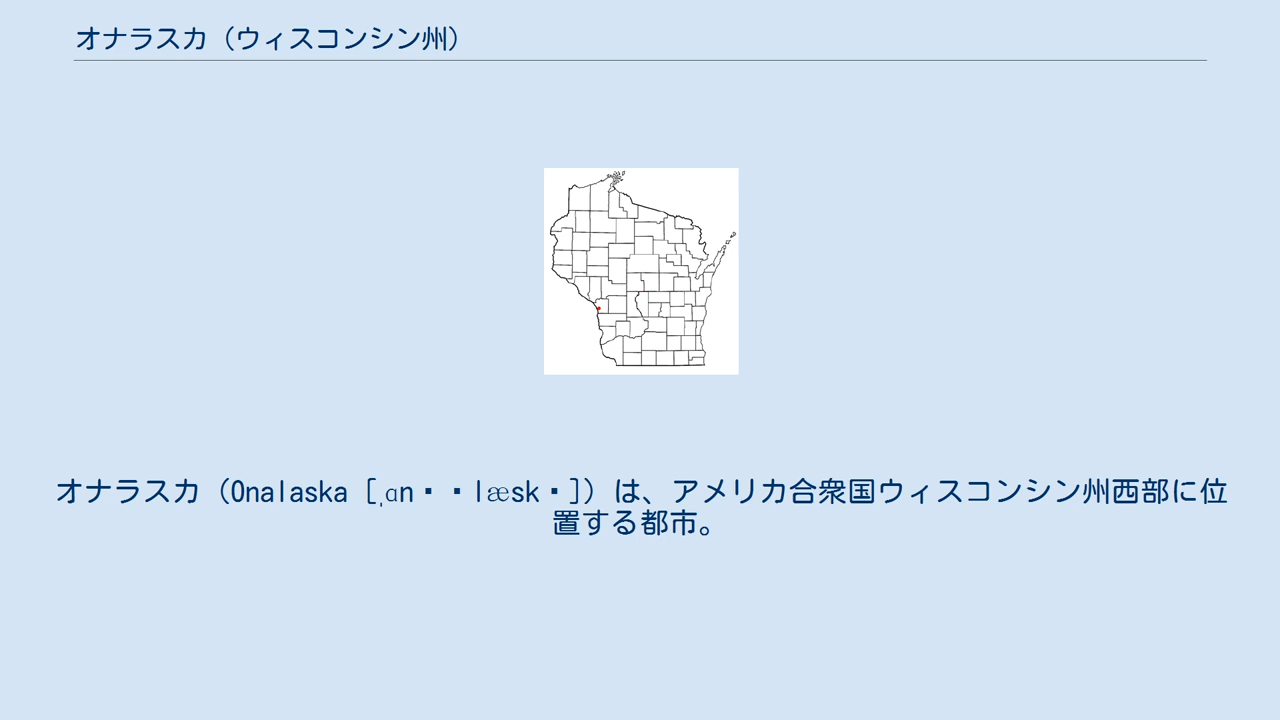 オナラスカ（ウィスコンシン州）
オナラスカ（Onalaska [ˌɑn··læsk·]）は、アメリカ合衆国ウィスコンシン州西部に位
置する都市。